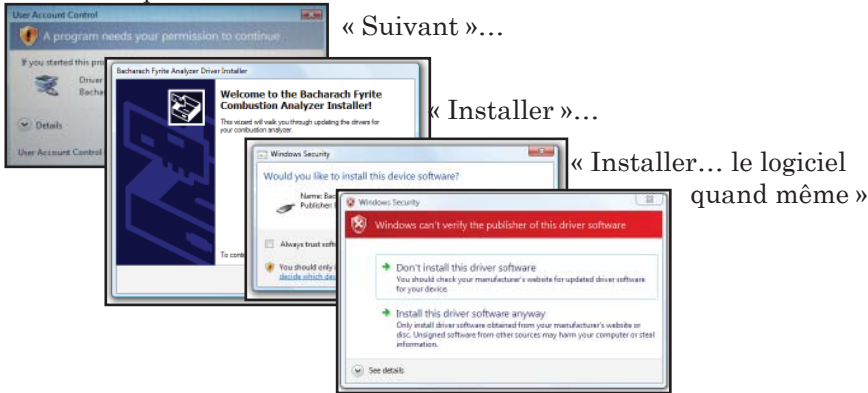 User Account Control
A program needs your permission to continue
« Suivant »…
If you started this
Driver
Details
User Account Control
Bacharach Fyrite Analyzer Driver Installer
Welcome to the Bacharach Fyrite
Combustion Analyzer Installer!
This wizard will walk you through updating the drivers for
your combustion analyzer.
To
« Installer »…
Windows Security
Would you like to install this device software?
Name:
Publisher:
Always trust
You should only
decide which
« Installer… le logiciel
quand même »
Windows Security
Windows can't verify the publisher of this driver software
Don't install this driver software
You should check your manufacturer's website for updated driver software
for your device.
Install this driver software anyway
Only install driver software obtained from your manufacturer's website or
disc. Unsigned software from other sources may harm your computer or steal
information.
See details